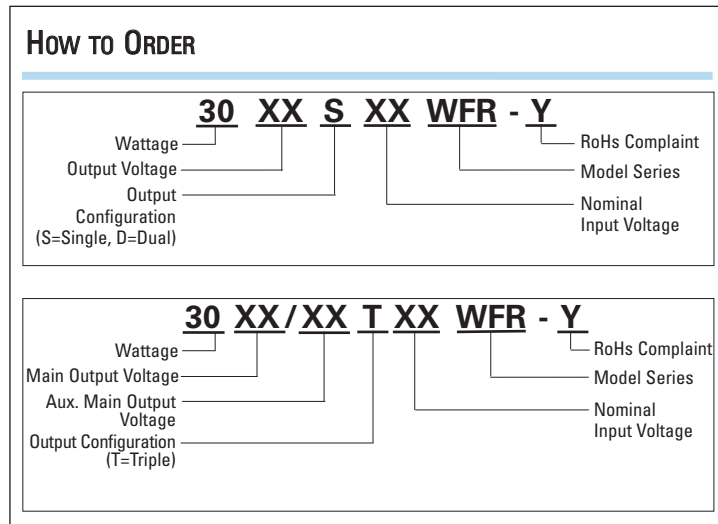 HOW TO ORDER
30 XX S XX WFR - Y
Wattage
Output Voltage
Output
Configuration
(S=Single, D=Dual)
RoHs Complaint
Model Series
Nominal
Input Voltage
30 XX/XX T XX WFR - Y
Wattage
Main Output Voltage
Aux. Main Output
Voltage
Output Configuration
(T=Triple)
RoHs Complaint
Model Series
Nominal
Input Voltage